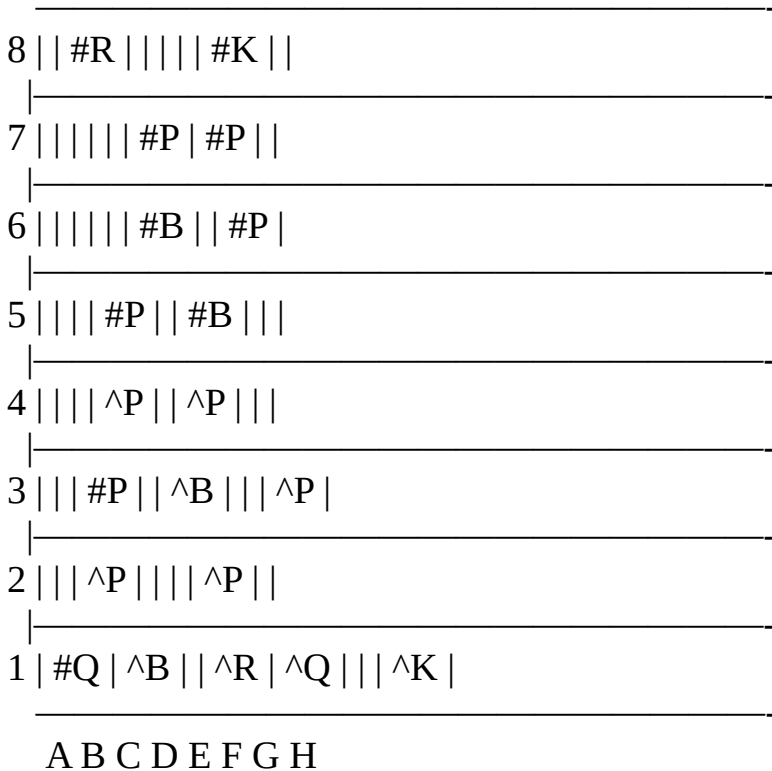 8 | | #R | | | | | #K | |
7 | | | | | | #P | #P | |
6 | | | | | | #B | | #P |
5 | | | | #P | | #B | | |
4 | | | | ^P | | ^P | | |
3 | | | #P | | ^B | | | ^P |
2 | | | ^P | | | | ^P | |
1 | #Q | ^B | | ^R | ^Q | | | ^K |
A B C D E F G H